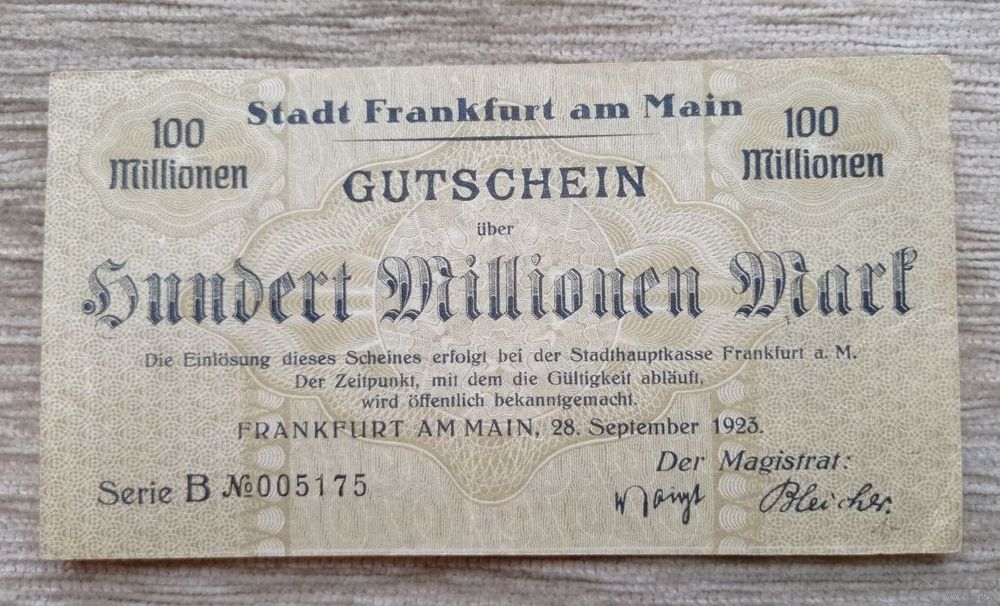 Stadt Frankfurt am Main
100
Millionen
100
Millionen
GUTSCHEIN
über
Hundert Millionen Mark
Die Einlösung dieses Scheines erfolgt bei der Stadthauptkasse Frankfurt a. M.
Der Zeitpunkt, mit dem die Gültigkeit abläuft,
wird öffentlich bekanntgemacht.
FRANKFURT AM MAIN, 28. September 1923.
Der Magistrat:
Serie B №005175
Voigt Bleicher.